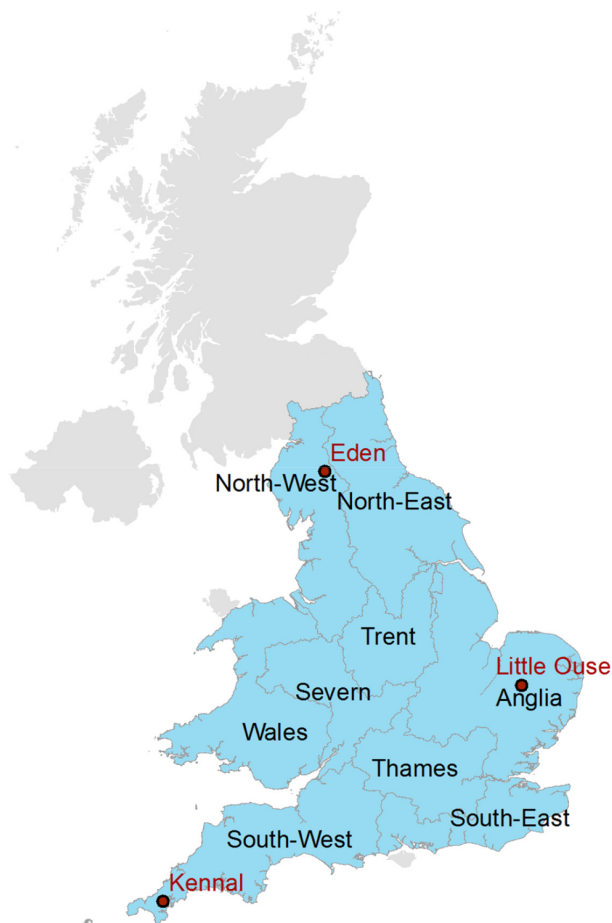 Eden
North-West
North-East
Trent
Little Ouse
Severn
Anglia
Wales
Thames
South-East
South-West
Kennal